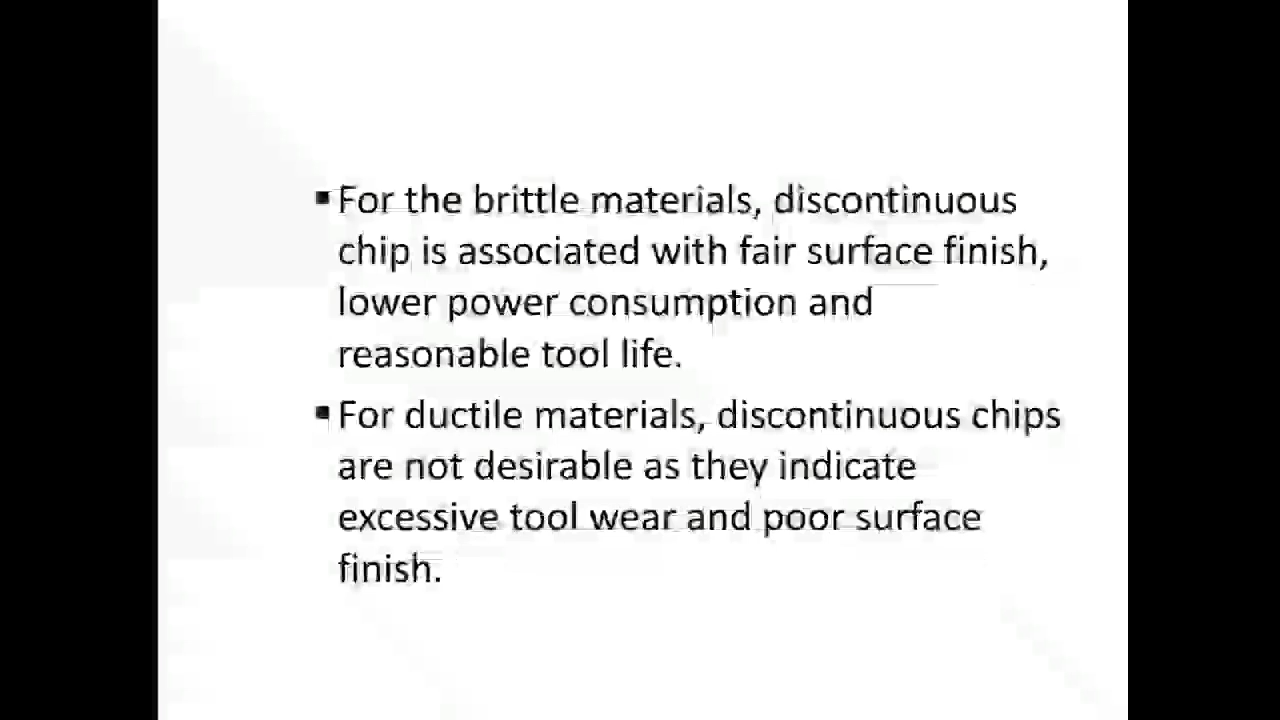 ▪For the brittle materials, discontinuous
chip is associated with fair surface finish,
lower power consumption and
reasonable tool life.
▪For ductile materials, discontinuous chips
are not desirable as they indicate
excessive tool wear and poor surface
finish.